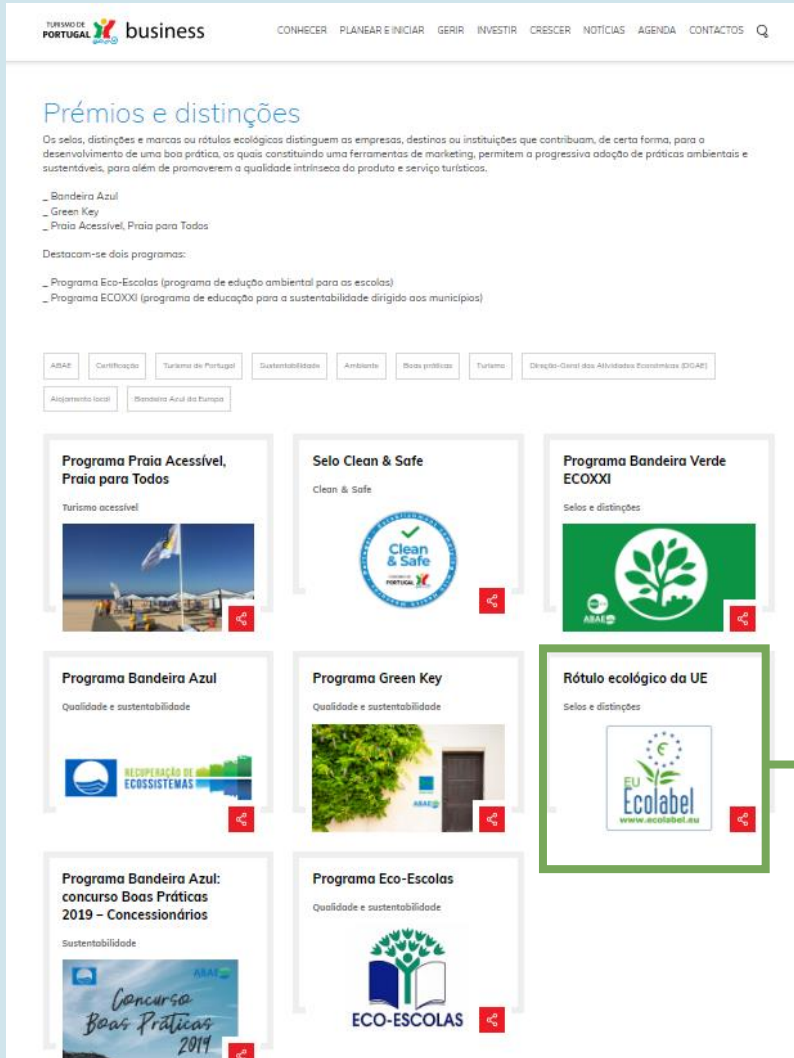 TURISMO DE
PORTUGAL business
CONHECER PLANEAR E INICIAR GERIR INVESTIR CRESCER NOTÍCIAS AGENDA CONTACTOS
Prémios e distinções
Os selos, distinções e marcas ou rótulos ecológicos distinguem as empresas, destinos ou instituições que contribuam, de certa forma, para o
desenvolvimento de uma boa prática, os quais constituindo uma ferramentas de marketing, permitem a progressiva adoção de práticas ambientais e
sustentáveis, para além de promoverem a qualidade intrínseca do produto e serviço turísticos.
_ Bandeira Azul
_ Green Key
_ Praia Acessível, Praia para Todos
Destacam-se dois programas:
_ Programa Eco-Escolas (programa de edução ambiental para as escolas)
_ Programa ECOXXI (programa de educação para a sustentabilidade dirigido aos municípios)
ABAE Certificação Turismo de Portugal Sustentabilidade Ambiente Boas práticas Turismo Direção-Geral das Atividades Económicas (DGAE)
Alojamento local Bandeira Azul da Europa
Programa Praia Acessível,
Praia para Todos
Turismo acessível
Selo Clean & Safe
Clean & Safe
Clean
& Safe
TURISMO DE
PORTUGAL
Programa Bandeira Verde
ECOXXI
Selos e distinções
ABAE
Programa Bandeira Azul
Qualidade e sustentabilidade
RECUPERAÇÃO DE
ECOSSISTEMAS
Programa Green Key
Qualidade e sustentabilidade
ABAE
Rótulo ecológico da UE
Selos e distinções
EU
Ecolabel
www.ecolabel.eu
Programa Bandeira Azul:
concurso Boas Práticas
2019 – Concessionários
Sustentabilidade
ABAE
Concurso
Boas Práticas
2019
Programa Eco-Escolas
Qualidade e sustentabilidade
ECO-ESCOLAS